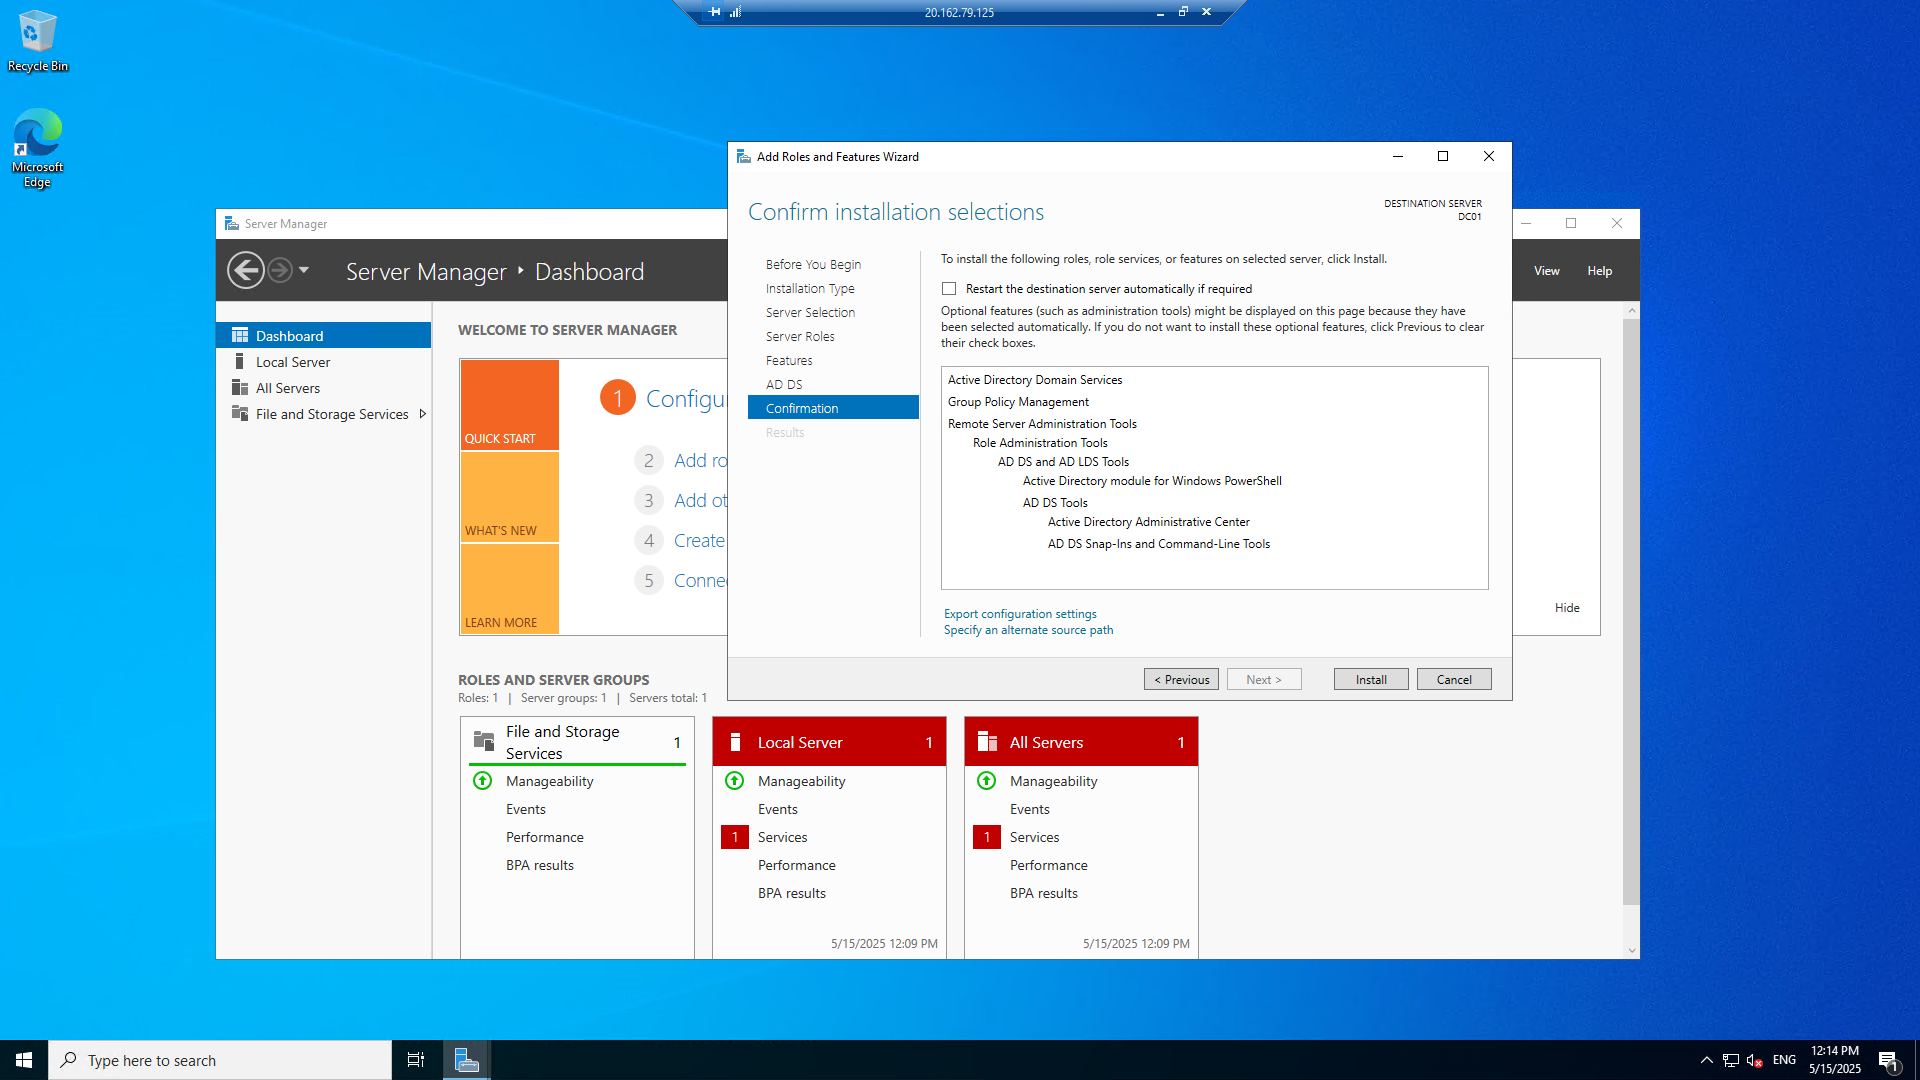 20.162.79.125
Recycle Bin
Microsoft
Edge
Server Manager
Server Manager
Dashboard
View
Help
Dashboard
Local Server
All Servers
File and Storage Services
WELCOME TO SERVER MANAGER
QUICK START
WHAT'S NEW
LEARN MORE
1 Configu
2 Add ro
3 Add ot
4 Create
5 Conne
Hide
ROLES AND SERVER GROUPS
Roles: 1 | Server groups: 1 | Servers total: 1
File and Storage
Services
1
Manageability
Events
Performance
BPA results
Local Server 1
Manageability
Events
1 Services
Performance
BPA results
5/15/2025 12:09 PM
All Servers 1
Manageability
Events
1 Services
Performance
BPA results
5/15/2025 12:09 PM
Add Roles and Features Wizard
Confirm installation selections
DESTINATION SERVER
DC01
Before You Begin
Installation Type
Server Selection
Server Roles
Features
AD DS
Confirmation
Results
To install the following roles, role services, or features on selected server, click Install.
Restart the destination server automatically if required
Optional features (such as administration tools) might be displayed on this page because they have
been selected automatically. If you do not want to install these optional features, click Previous to clear
their check boxes.
Active Directory Domain Services
Group Policy Management
Remote Server Administration Tools
Role Administration Tools
AD DS and AD LDS Tools
Active Directory module for Windows PowerShell
AD DS Tools
Active Directory Administrative Center
AD DS Snap-Ins and Command-Line Tools
Export configuration settings
Specify an alternate source path
< Previous
Next >
Install
Cancel
Type here to search
ENG
12:14 PM
5/15/2025
1